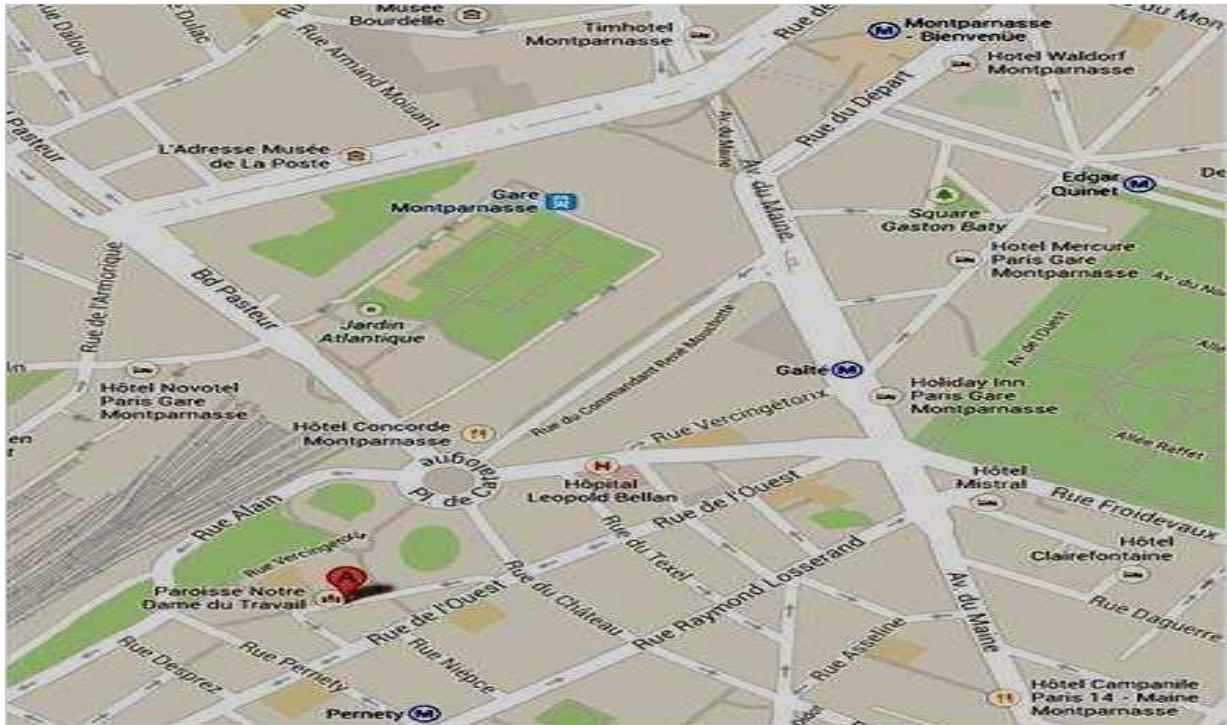 Rue Dalou
Dulac
Musée
Bourdelle
Timhotel
Montparnasse
Rue de
Montparnasse
- Bienvenüe
Hotel Waldorf
Montparnasse
Rue Armand Moisant
Pasteur
L'Adresse Musée
de La Poste
Av. du Maine
Rue du Départ
Edgar
Quinet
Gare
Montparnasse
Av. du Maine
Square
Gaston Baty
Hotel Mercure
Paris Gare
Montparnasse
Rue de l'Armorique
Bd Pasteur
Jardin
Atlantique
Av. de l'Ouest
Rue du Commandant René Mouchotte
Gaîté
Hôtel Novotel
Paris Gare
Montparnasse
Holiday Inn
Paris Gare
Montparnasse
Hôtel Concorde
Montparnasse
Rue Vercingétorix
Allée Raffet
Pl. de Catalogne
Hôpital
Leopold Bellan
Hôtel
Mistral
Rue Froidevaux
Rue Alain
Rue de l'Ouest
Rue Vercingétorix
Rue du Texel
Hôtel
Clairefontaine
A
Paroisse Notre
Dame du Travail
Rue de l'Ouest
Rue du Château
Rue Raymond Losserand
Av. du Maine
Rue Daguerre
Rue Desprez
Rue Pernety
Rue Niepce
Rue Asseline
Hôtel Campanile
Paris 14 - Maine
Montparnasse
Pernety